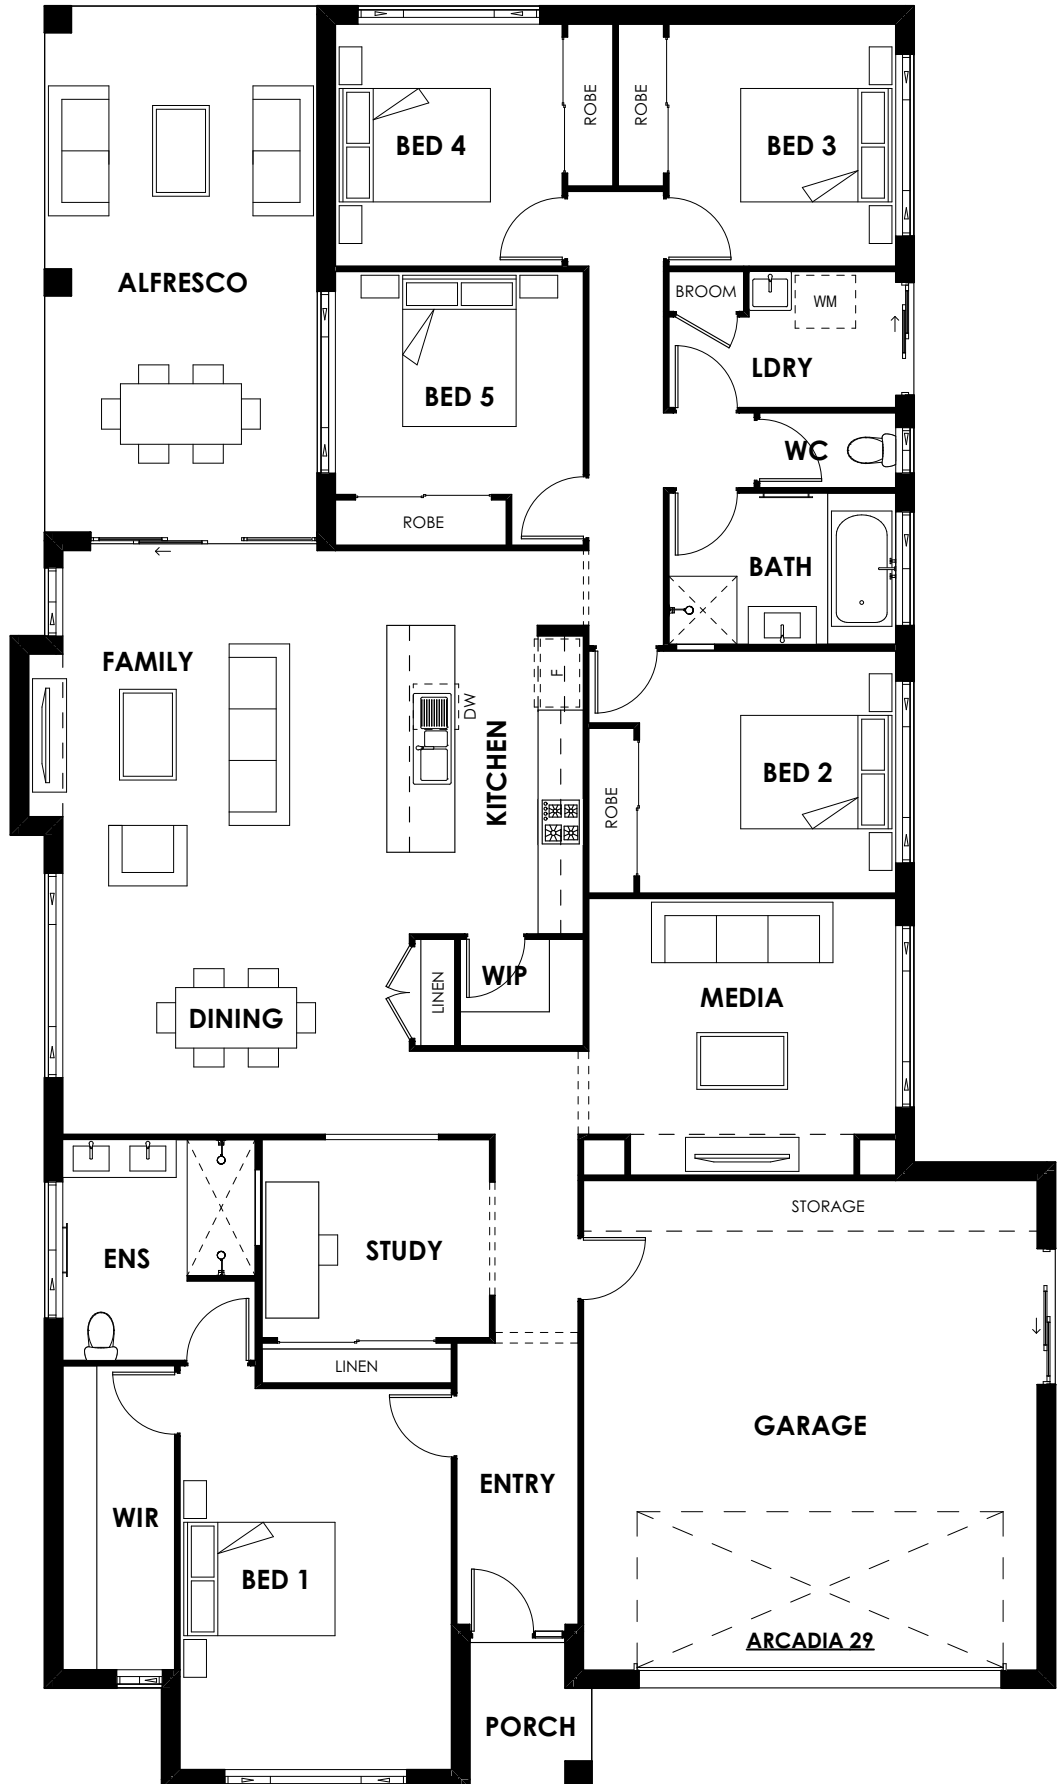 ROBE
ROBE
BED 4
BED 3
ALFRESCO
BROOM
WM
LDRY
BED 5
WC
ROBE
BATH
FAMILY
F
DW
KITCHEN
BED 2
ROBE
LINEN
WIP
MEDIA
DINING
STORAGE
STUDY
ENS
LINEN
GARAGE
ENTRY
WIR
BED 1
ARCADIA 29
PORCH